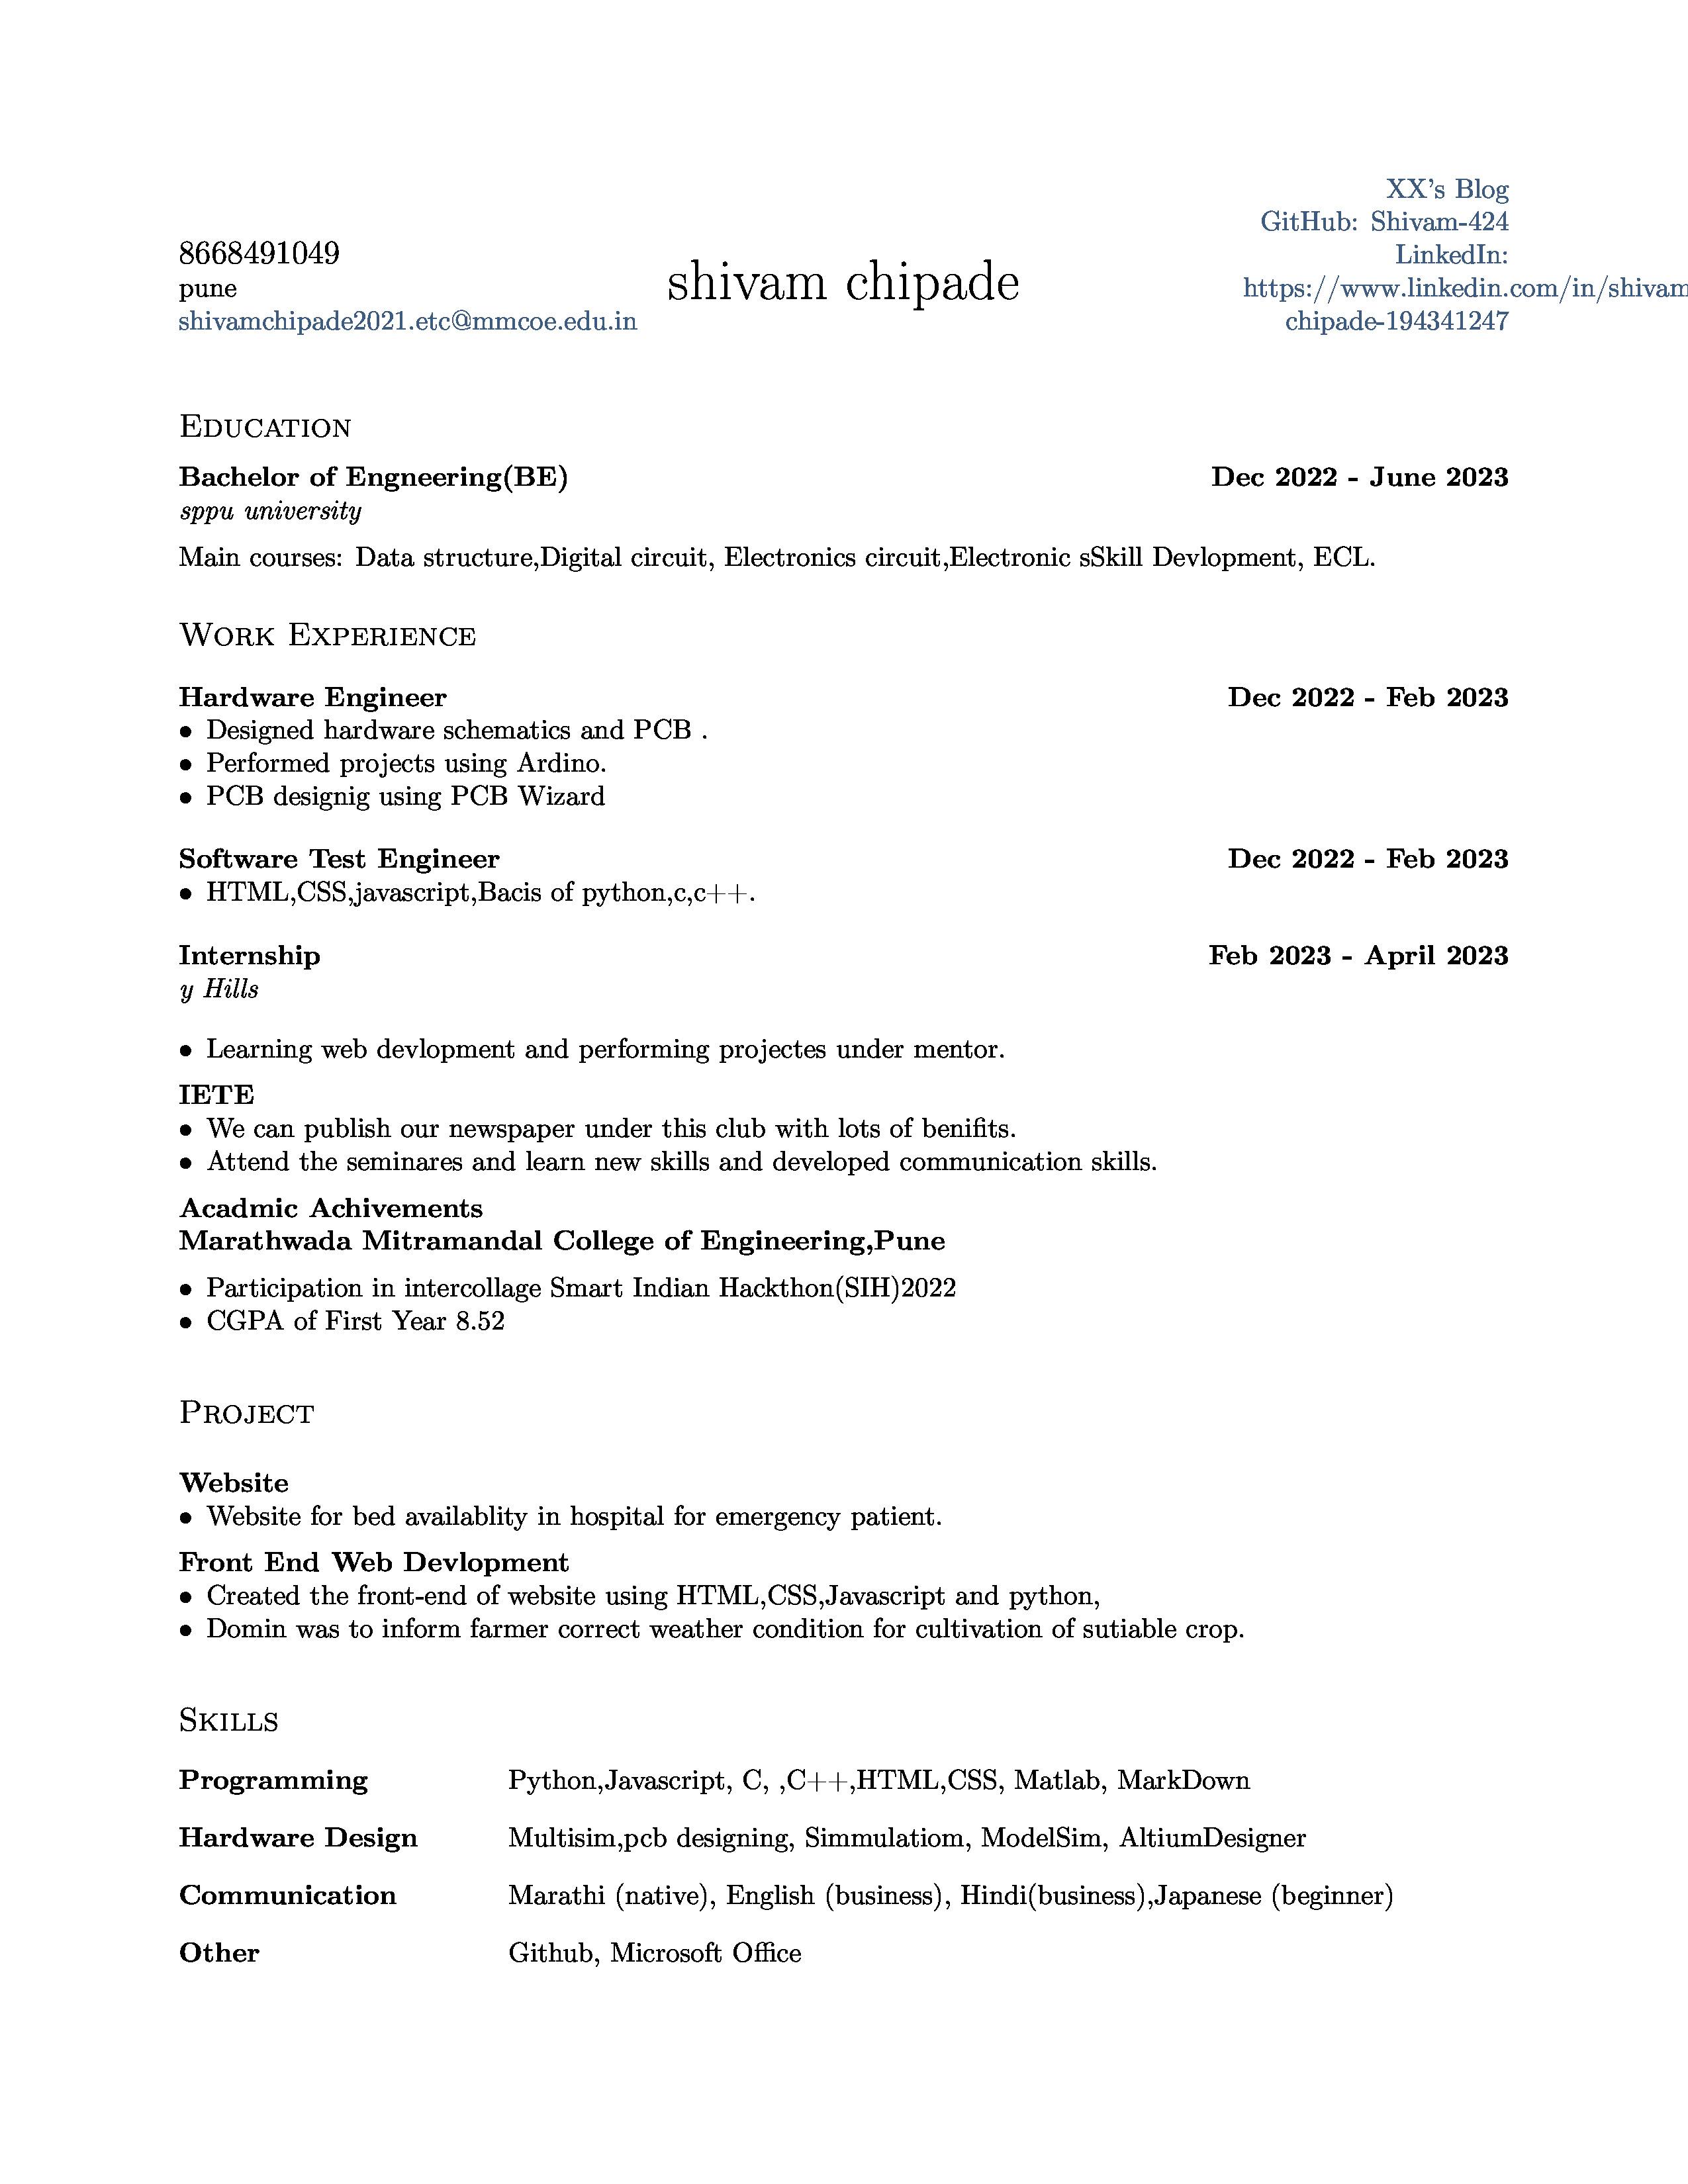 8668491049
pune
shivamchipade2021.etc@mmcoe.edu.in
shivam chipade
XX's Blog
GitHub: Shivam-424
LinkedIn:
https://www.linkedin.com/in/shivam
chipade-194341247
EDUCATION
Bachelor of Engneering(BE) Dec 2022 - June 2023
sppu university
Main courses: Data structure,Digital circuit, Electronics circuit,Electronic sSkill Devlopment, ECL.
WORK EXPERIENCE
Hardware Engineer Dec 2022 - Feb 2023
• Designed hardware schematics and PCB .
• Performed projects using Ardino.
• PCB designig using PCB Wizard
Software Test Engineer Dec 2022 - Feb 2023
• HTML,CSS,javascript,Bacis of python,c,c++.
Internship Feb 2023 - April 2023
y Hills
• Learning web devlopment and performing projectes under mentor.
IETE
• We can publish our newspaper under this club with lots of benifits.
• Attend the seminares and learn new skills and developed communication skills.
Acadmic Achivements
Marathwada Mitramandal College of Engineering,Pune
• Participation in intercollage Smart Indian Hackthon(SIH)2022
• CGPA of First Year 8.52
PROJECT
Website
• Website for bed availablity in hospital for emergency patient.
Front End Web Devlopment
• Created the front-end of website using HTML,CSS,Javascript and python,
• Domin was to inform farmer correct weather condition for cultivation of sutiable crop.
SKILLS
Programming Python,Javascript, C, ,C++,HTML,CSS, Matlab, MarkDown
Hardware Design Multisim,pcb designing, Simmulatiom, ModelSim, AltiumDesigner
Communication Marathi (native), English (business), Hindi(business),Japanese (beginner)
Other Github, Microsoft Office